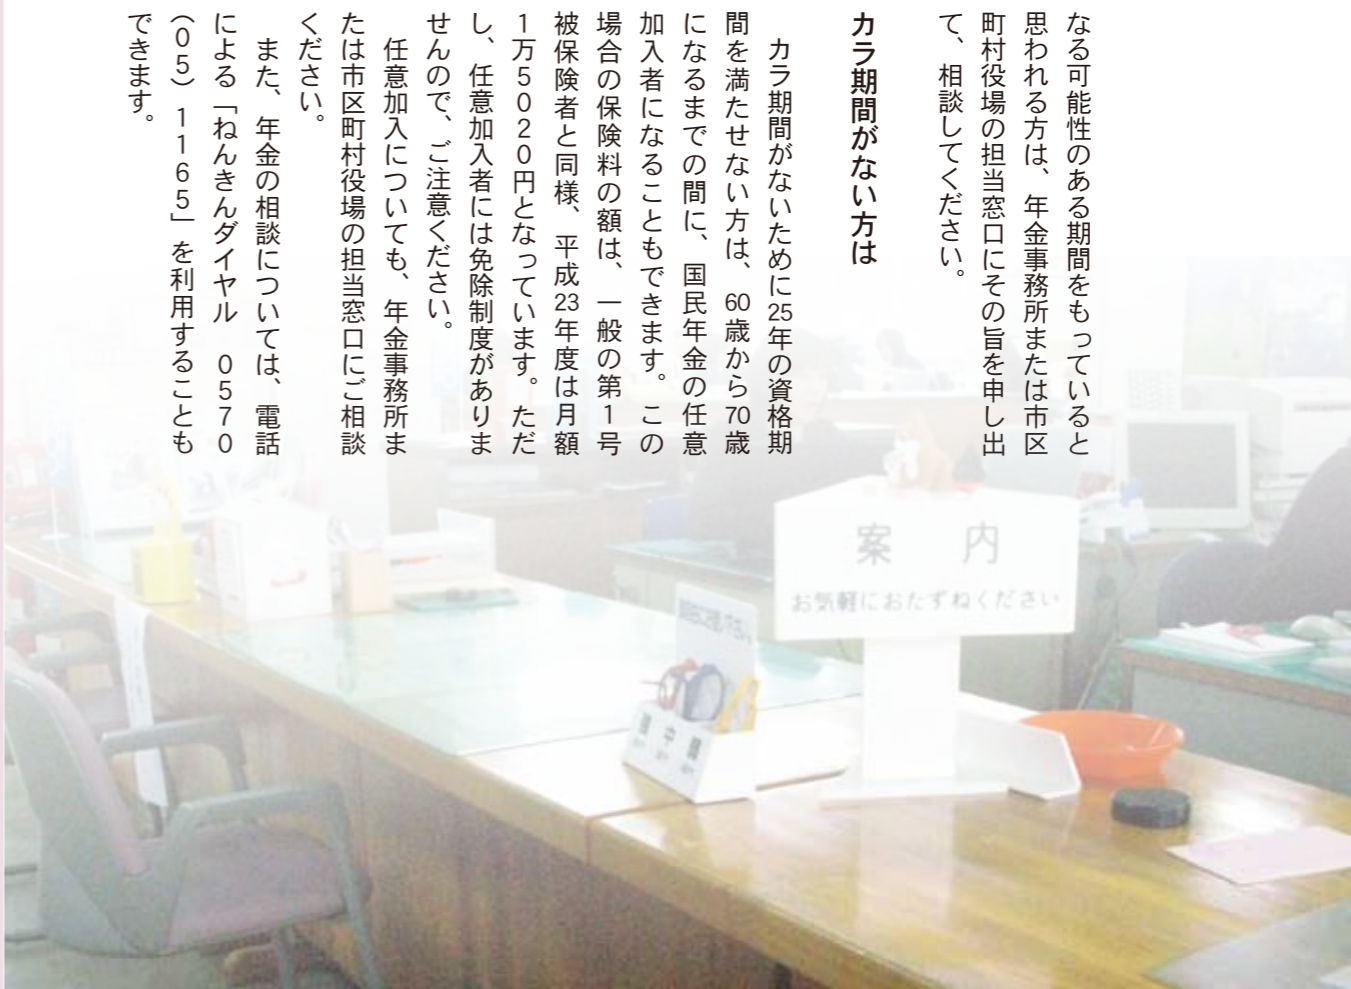 なる可能性のある期間をもっていると
思われる方は、年金事務所または市区
町村役場の担当窓口にその旨を申し出
て、相談してください。
カラ期間がない方は
カラ期間がないために25年の資格期
間を満たせない方は、60歳から70歳
になるまでの間に、国民年金の任意
加入者になることもできます。この
場合の保険料の額は、一般の第1号
被保険者と同様、平成23年度は月額
1万5020円となっています。ただ
し、任意加入者には免除制度がありま
せんので、ご注意ください。
任意加入についても、年金事務所ま
たは市区町村役場の担当窓口にご相談
ください。
また、年金の相談については、電話
による「ねんきんダイヤル 0570
（05）1165」を利用することも
できます。
案 内
お気軽におたずねください